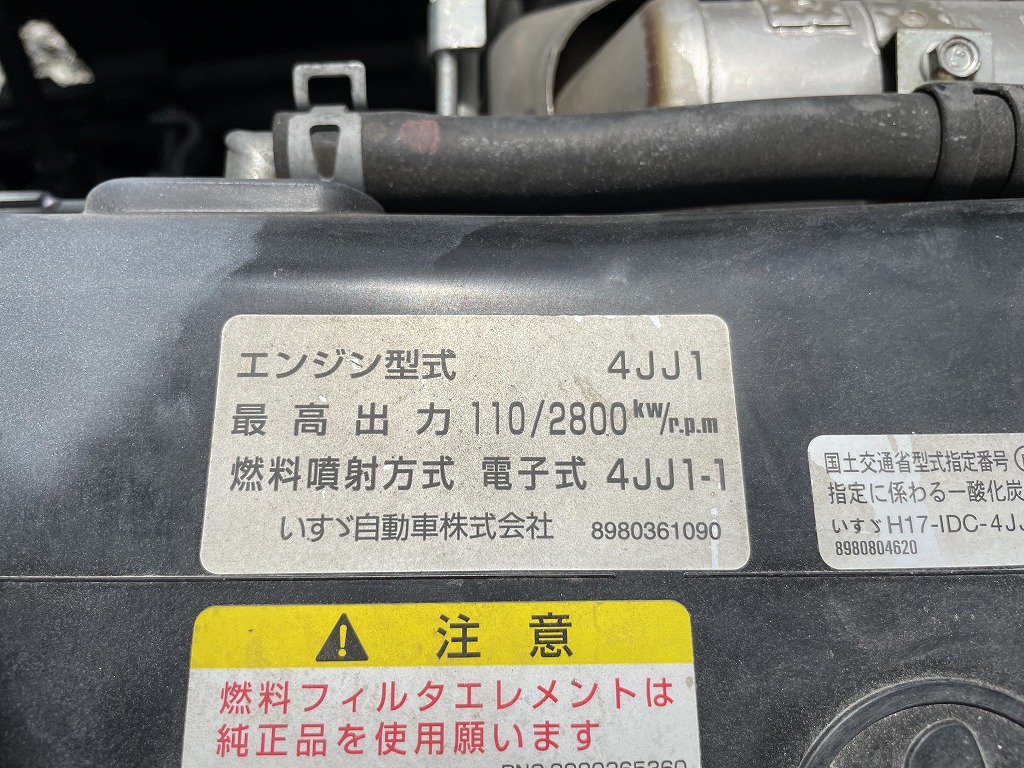 エンジン型式 4JJ1
最高出力 110/2800kw/r.p.m
燃料噴射方式 電子式 4JJ1-1
いすゞ自動車株式会社 8980361090
国土交通省型式指定番号
指定に係わる一酸化炭
いすゞH17-IDC-4J
8980804620
注意
燃料フィルタエレメントは
純正品を使用願います